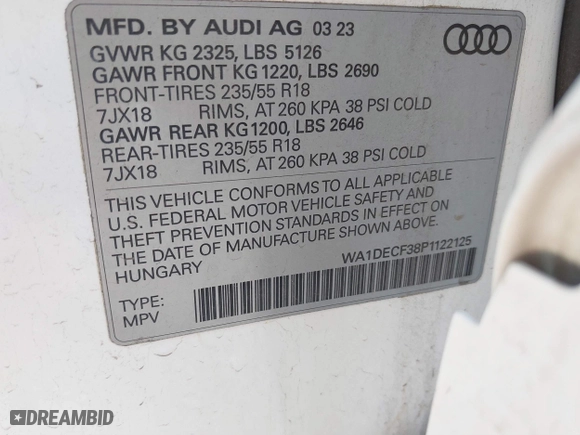 MFD. BY AUDI AG 03 23
GVWR KG 2325, LBS 5126
GAWR FRONT KG 1220, LBS 2690
FRONT-TIRES 235/55 R18
7JX18 RIMS, AT 260 KPA 38 PSI COLD
GAWR REAR KG1200, LBS 2646
REAR-TIRES 235/55 R18
7JX18 RIMS, AT 260 KPA 38 PSI COLD
THIS VEHICLE CONFORMS TO ALL APPLICABLE
U.S. FEDERAL MOTOR VEHICLE SAFETY AND
THEFT PREVENTION STANDARDS IN EFFECT ON
THE DATE OF MANUFACTURE SHOWN ABOVE.
HUNGARY
WA1DECF38P1122125
TYPE:
MPV
DREAMBID